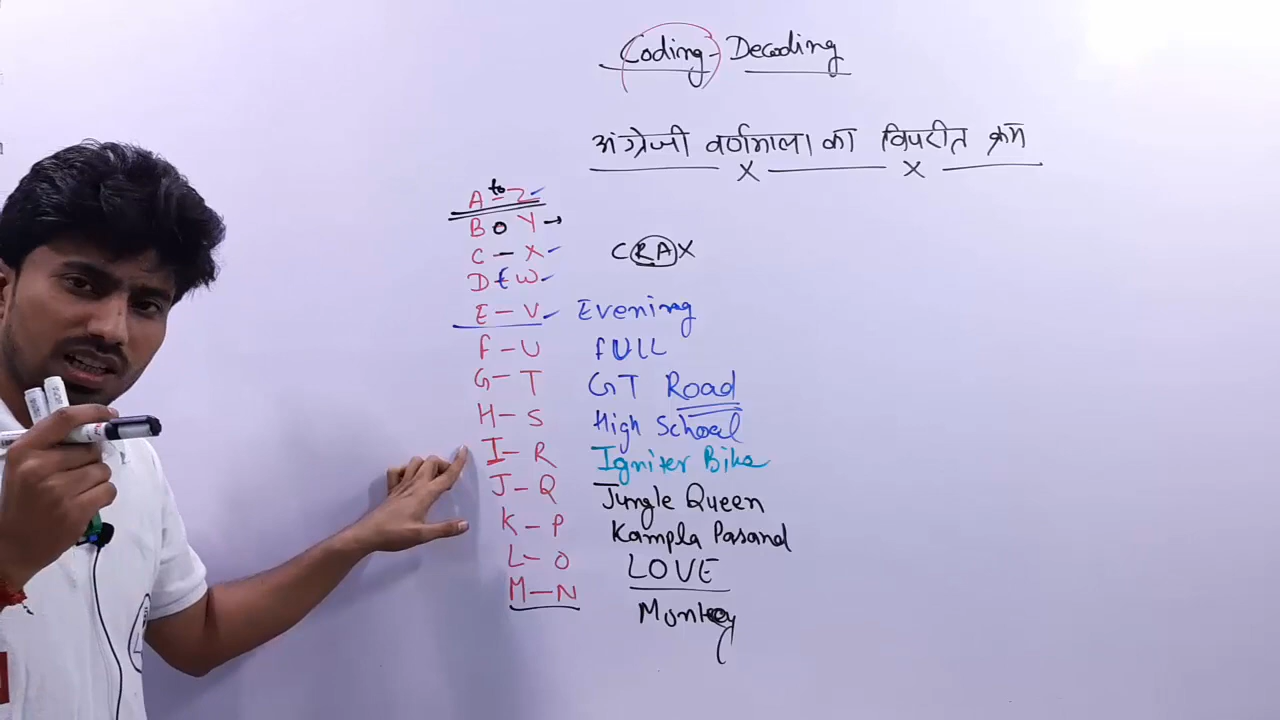 Coding - Decoding
अंग्रेजी वर्णमाला का विपरीत क्रम
A to Z
B O Y →
C - X CRAX
D E W
E - V Evening
F - U FULL
G - T GT Road
H - S High School
I - R Igniter Bike
J - Q Jungle Queen
K - P Kampla Pasand
L - O LOVE
M - N Monkey